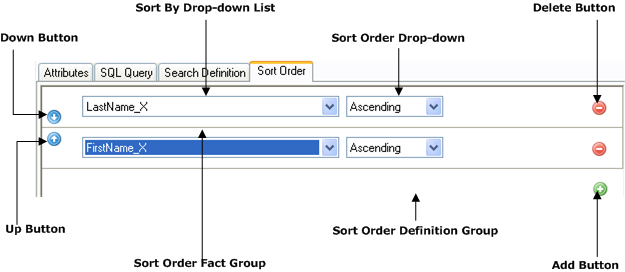 Sort By Drop-down List
Delete Button
Down Button
Sort Order Drop-down
Attributes
SQL Query
Search Definition
Sort Order
LastName_X
Ascending
FirstName_X
Ascending
Up Button
Sort Order Definition Group
Sort Order Fact Group
Add Button